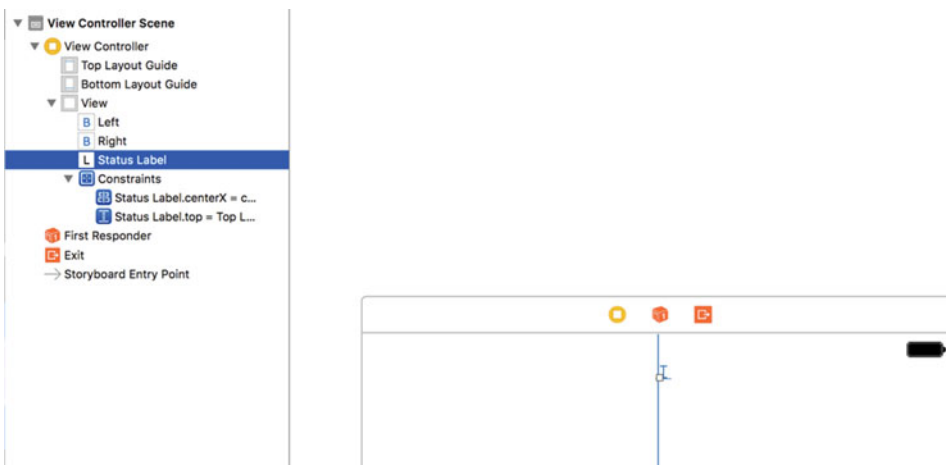 View Controller Scene
View Controller
Top Layout Guide
Bottom Layout Guide
View
B Left
B Right
L Status Label
Constraints
Status Label.centerX = c...
Status Label.top = Top L...
First Responder
Exit
Storyboard Entry Point